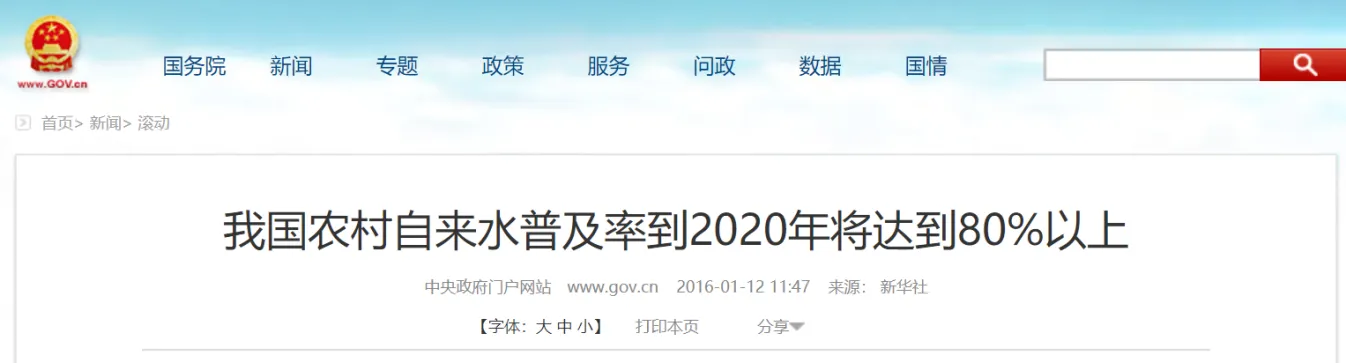 www.GOV.cn
国务院 新闻 专题 政策 服务 问政 数据 国情
首页> 新闻> 滚动
我国农村自来水普及率到2020年将达到80%以上
中央政府门户网站 www.gov.cn 2016-01-12 11:47 来源： 新华社
【字体：大 中 小】 打印本页 分享